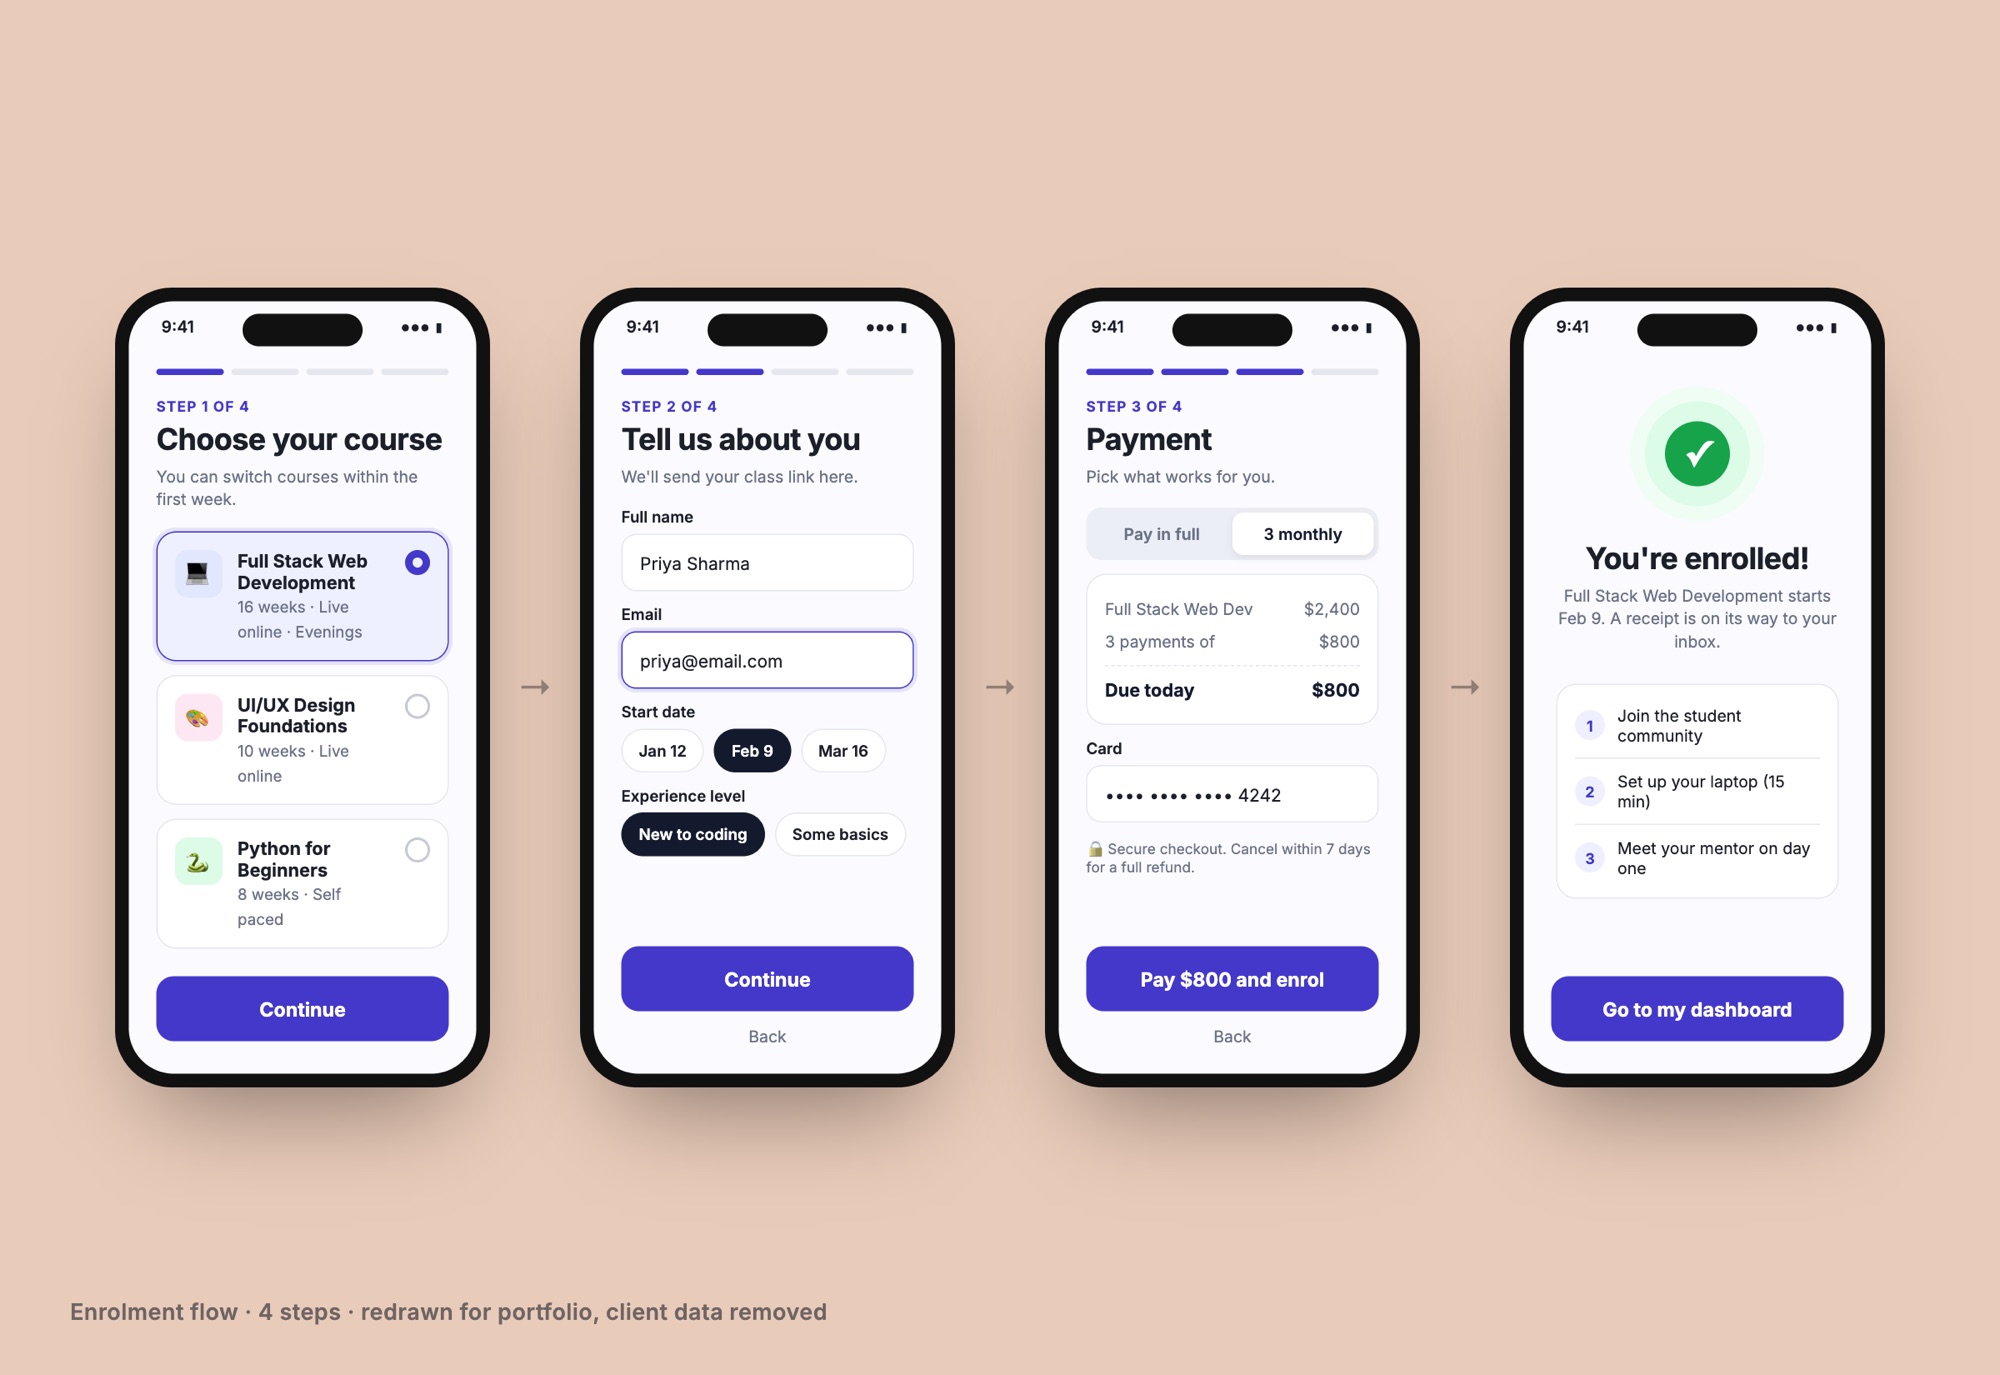 9:41
STEP 1 OF 4
Choose your course
You can switch courses within the
first week.
Full Stack Web
Development
16 weeks · Live
online · Evenings
UI/UX Design
Foundations
10 weeks · Live
online
Python for
Beginners
8 weeks · Self
paced
Continue
9:41
STEP 2 OF 4
Tell us about you
We'll send your class link here.
Full name
Priya Sharma
Email
priya@email.com
Start date
Jan 12 Feb 9 Mar 16
Experience level
New to coding Some basics
Continue
Back
9:41
STEP 3 OF 4
Payment
Pick what works for you.
Pay in full 3 monthly
Full Stack Web Dev $2,400
3 payments of $800
Due today $800
Card
•••• •••• •••• 4242
🔒 Secure checkout. Cancel within 7 days
for a full refund.
Pay $800 and enrol
Back
9:41
You're enrolled!
Full Stack Web Development starts
Feb 9. A receipt is on its way to your
inbox.
1 Join the student
community
2 Set up your laptop (15
min)
3 Meet your mentor on day
one
Go to my dashboard
Enrolment flow · 4 steps · redrawn for portfolio, client data removed